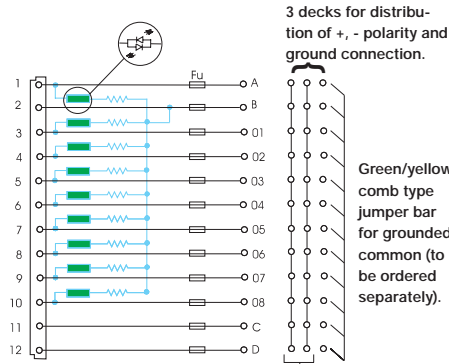 3 decks for distribu-
tion of +, - polarity and
ground connection.
Fu
1 A
2 B
3 01
4 02
5 03
6 04
7 05
8 06
9 07
10 08
11 C
12 D
Green/yellow
comb type
jumper bar
for grounded
common (to
be ordered
separately).